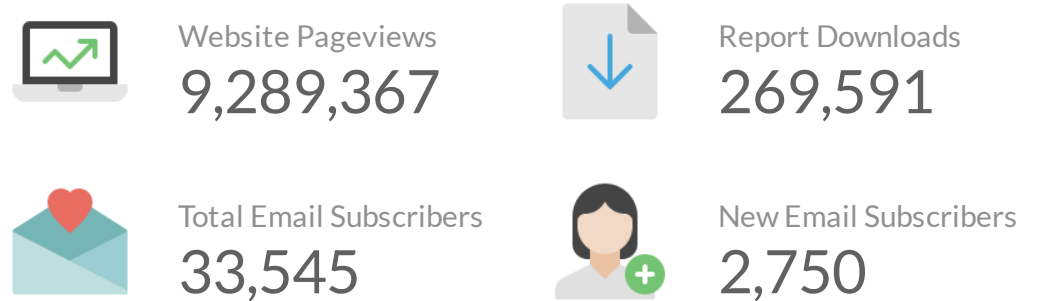 Website Pageviews
9,289,367
Report Downloads
269,591
Total Email Subscribers
33,545
New Email Subscribers
2,750